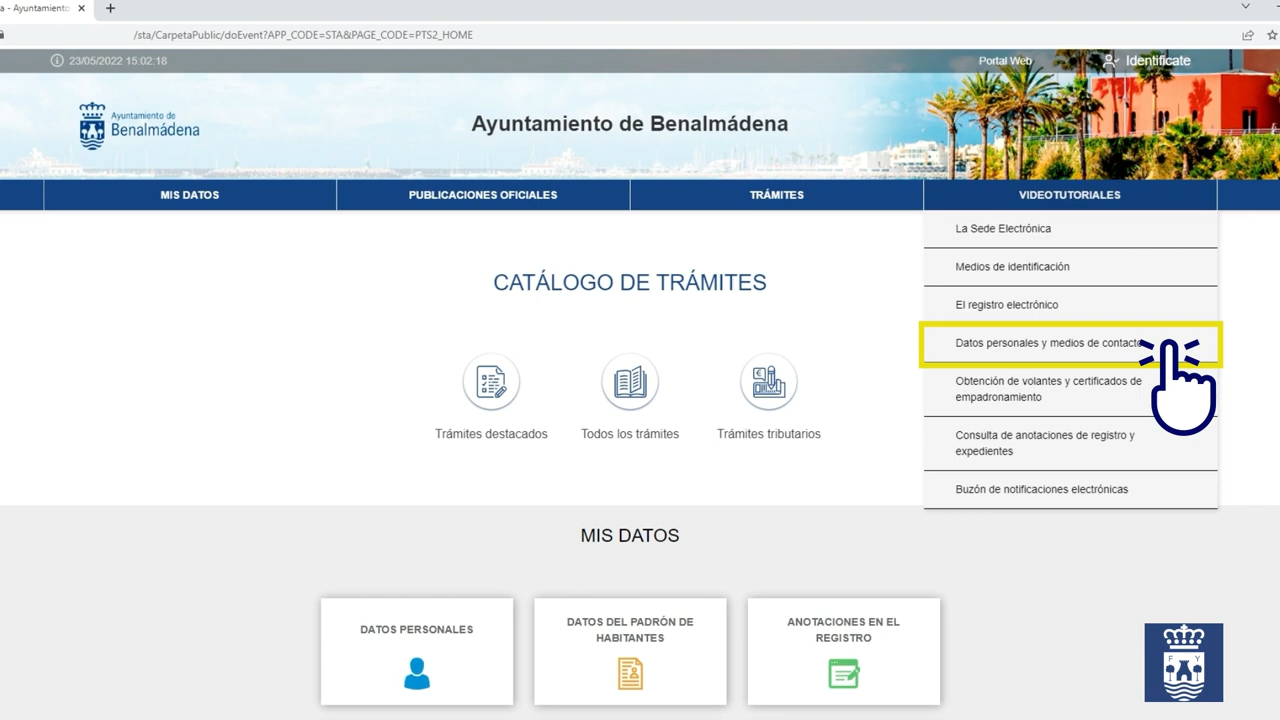 a - Ayuntamiento
/sta/CarpetaPublic/doEvent?APP_CODE=STA&PAGE_CODE=PTS2_HOME
23/05/2022 15:02:18
Portal Web
Identifícate
Ayuntamiento de
Benalmádena
Ayuntamiento de Benalmádena
MIS DATOS
PUBLICACIONES OFICIALES
TRÁMITES
VIDEOTUTORIALES
La Sede Electrónica
Medios de identificación
El registro electrónico
Datos personales y medios de contacto
Obtención de volantes y certificados de
empadronamiento
Consulta de anotaciones de registro y
expedientes
Buzón de notificaciones electrónicas
CATÁLOGO DE TRÁMITES
Trámites destacados
Todos los trámites
Trámites tributarios
MIS DATOS
DATOS PERSONALES
DATOS DEL PADRÓN DE
HABITANTES
ANOTACIONES EN EL
REGISTRO
F Y